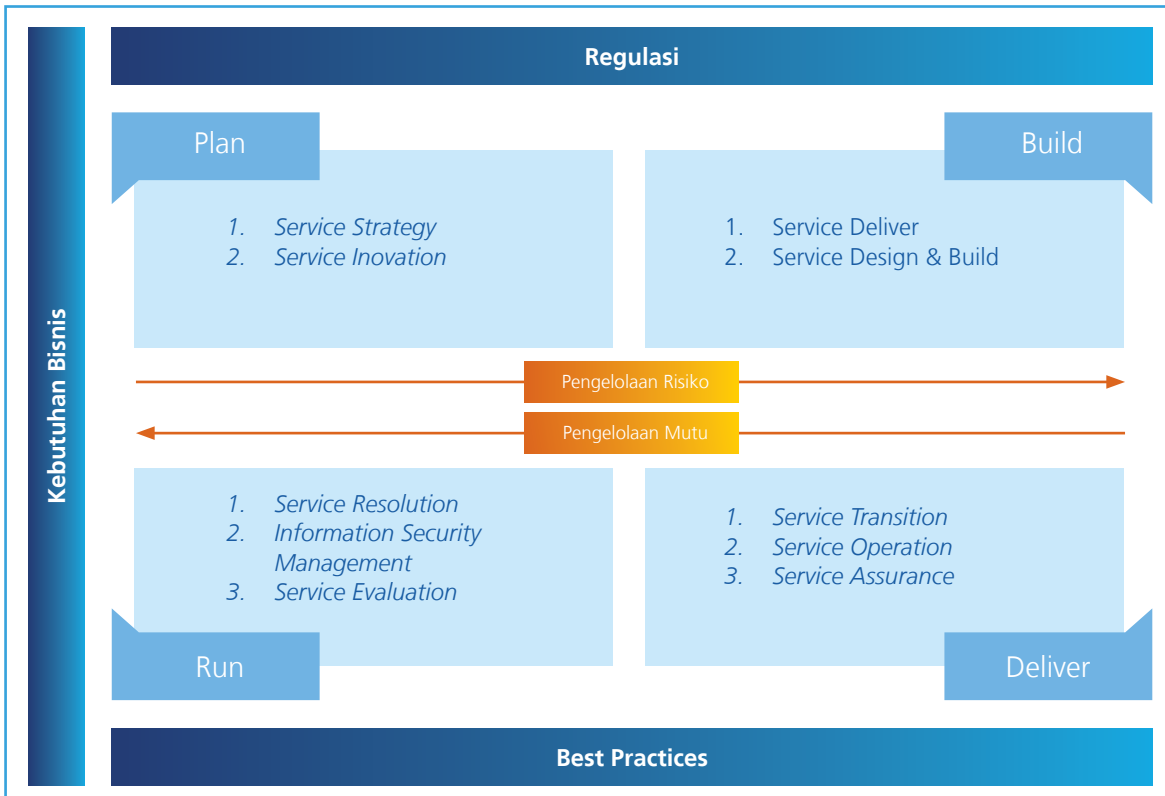 Regulasi
Kebutuhan Bisnis
Plan
1. Service Strategy
2. Service Inovation
Build
1. Service Deliver
2. Service Design & Build
Pengelolaan Risiko
Pengelolaan Mutu
1. Service Resolution
2. Information Security
Management
3. Service Evaluation
Run
1. Service Transition
2. Service Operation
3. Service Assurance
Deliver
Best Practices